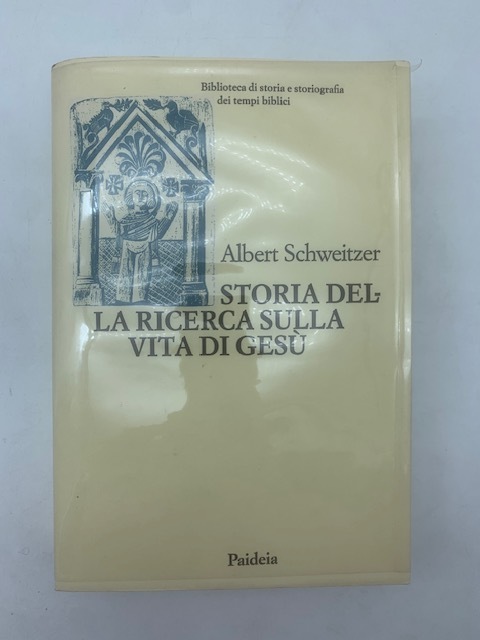 Biblioteca di storia e storiografia
dei tempi biblici
Albert Schweitzer
STORIA DEL-
LA RICERCA SULLA
VITA DI GESÙ
Paideia